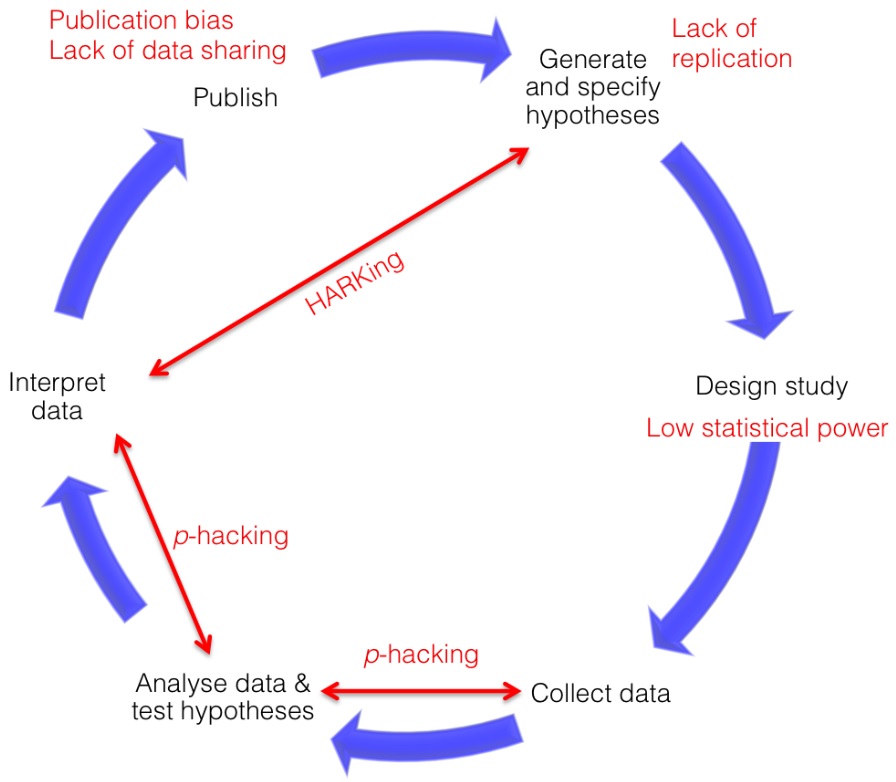 Publication bias
Lack of data sharing
Publish
Generate
and specify
hypotheses
Lack of
replication
HARKing
Interpret
data
Design study
Low statistical power
p-hacking
p-hacking
Analyse data &
test hypotheses
Collect data